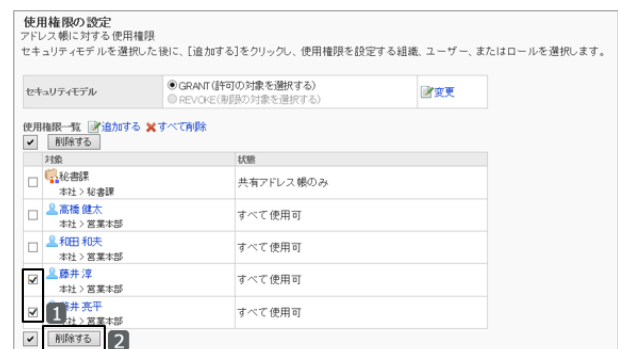 使用権限の設定
アドレス帳に対する使用権限
セキュリティモデルを選択した後に、[追加する]をクリックし、使用権限を設定する組織、ユーザー、またはロールを選択します。
セキュリティモデル
GRANT(許可の対象を選択する)
REVOKE(制限の対象を選択する)
変更
使用権限一覧 追加する すべて削除
削除する
対象 状態
秘書課
本社 > 秘書課
共有アドレス帳のみ
高橋 健太
本社 > 営業本部
すべて使用可
和田 和夫
本社 > 営業本部
すべて使用可
藤井 淳
本社 > 営業本部
すべて使用可
井 亮平
社 > 営業本部
すべて使用可
1
削除する
2